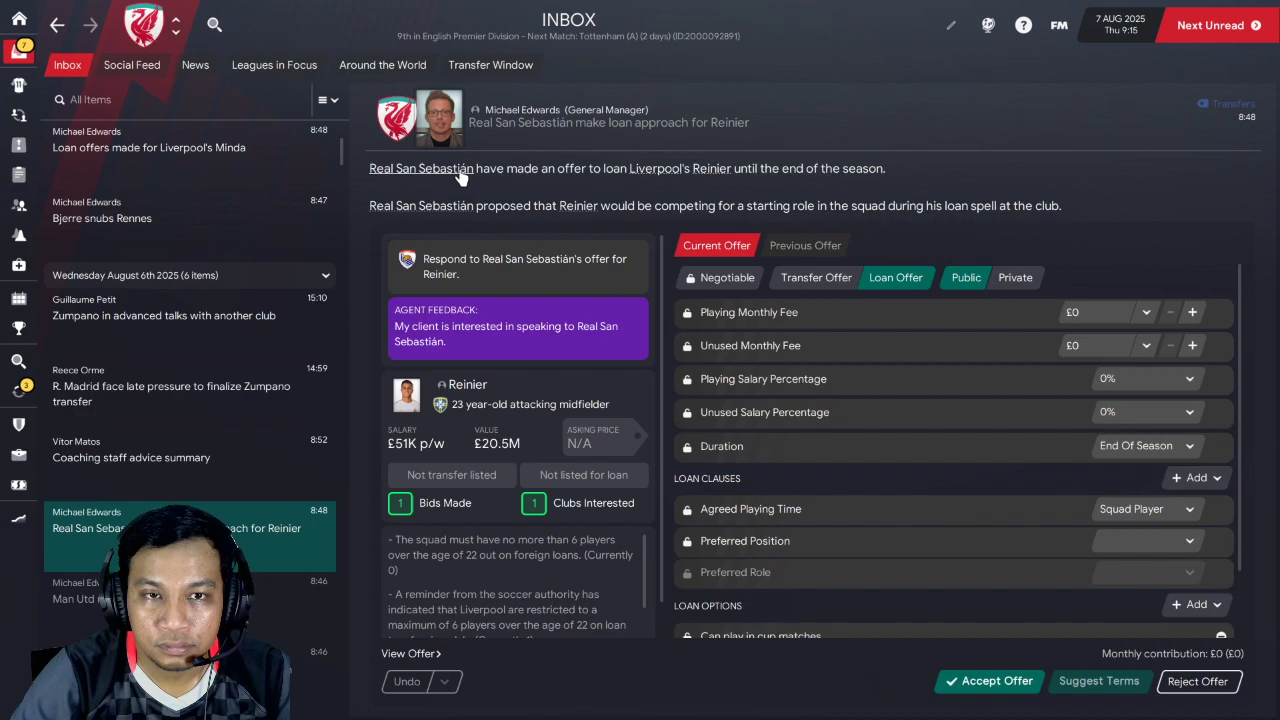 INBOX
9th in English Premier Division - Next Match: Tottenham (A) (2 days) (ID:2000092891)
FM
7 AUG 2025
Thu 9:15
Next Unread
7
Inbox
Social Feed
News
Leagues in Focus
Around the World
Transfer Window
All Items
Michael Edwards
8:48
Loan offers made for Liverpool's Minda
Michael Edwards
8:47
Bjerre snubs Rennes
Wednesday August 6th 2025 (6 items)
Guillaume Petit
15:10
Zumpano in advanced talks with another club
Reece Orme
14:59
R. Madrid face late pressure to finalize Zumpano
transfer
3
Vítor Matos
8:52
Coaching staff advice summary
Michael Edwards
8:48
Real San Seba ach for Reinier
Michael Edw
8:46
Man Utd
8:46
Michael Edwards (General Manager)
Real San Sebastián make loan approach for Reinier
Transfers
8:48
Real San Sebastián have made an offer to loan Liverpool's Reinier until the end of the season.
Real San Sebastián proposed that Reinier would be competing for a starting role in the squad during his loan spell at the club.
Respond to Real San Sebastián's offer for
Reinier.
AGENT FEEDBACK:
My client is interested in speaking to Real San
Sebastián.
Reinier
23 year-old attacking midfielder
SALARY
£51K p/w
VALUE
£20.5M
ASKING PRICE
N/A
Not transfer listed
Not listed for loan
1 Bids Made
1 Clubs Interested
- The squad must have no more than 6 players
over the age of 22 out on foreign loans. (Currently
0)
- A reminder from the soccer authority has
indicated that Liverpool are restricted to a
maximum of 6 players over the age of 22 on loan
Current Offer
Previous Offer
Negotiable
Transfer Offer
Loan Offer
Public
Private
Playing Monthly Fee
£0
Unused Monthly Fee
£0
Playing Salary Percentage
0%
Unused Salary Percentage
0%
Duration
End Of Season
LOAN CLAUSES
+ Add
Agreed Playing Time
Squad Player
Preferred Position
Preferred Role
LOAN OPTIONS
+ Add
Can play in cup matches
View Offer
Monthly contribution: £0 (£0)
Undo
Accept Offer
Suggest Terms
Reject Offer